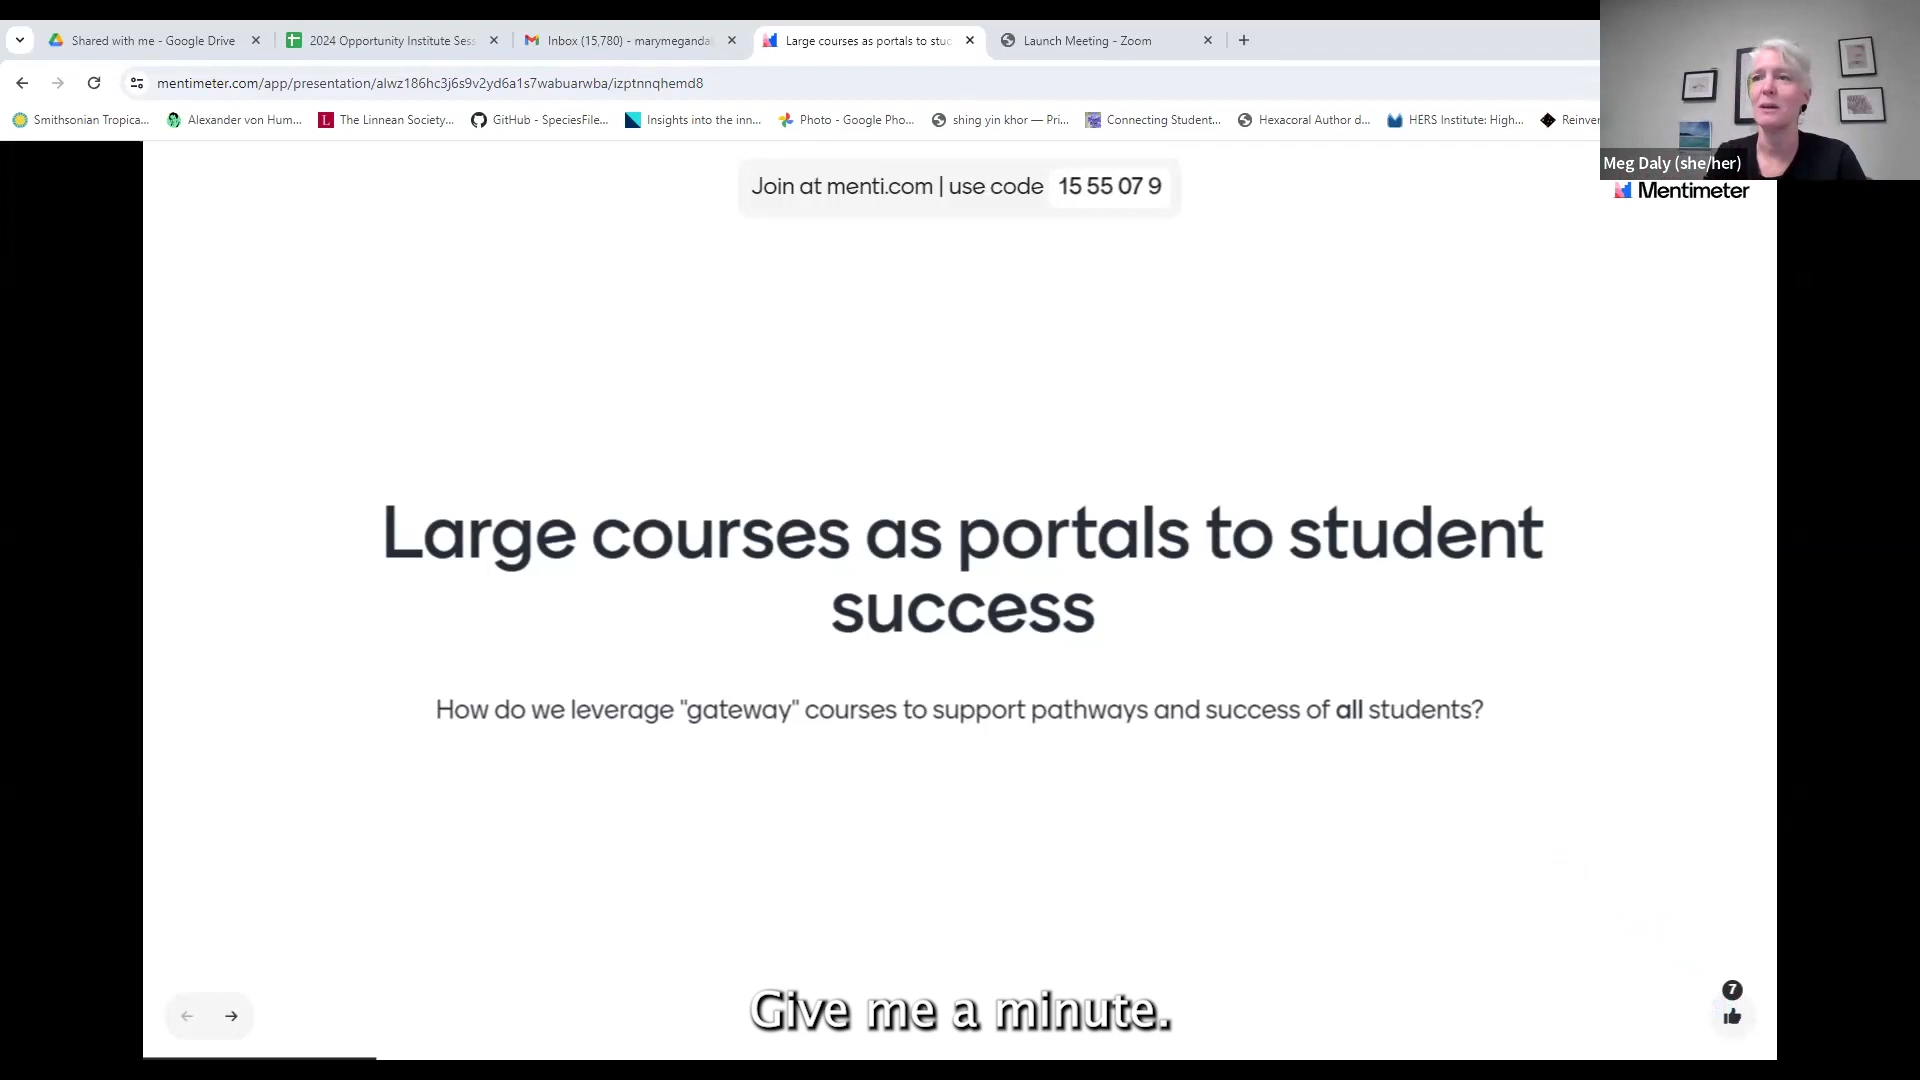 Shared with me - Google Drive
2024 Opportunity Institute Sess
Inbox (15,780) - marymeganda
Large courses as portals to stud
Launch Meeting - Zoom
mentimeter.com/app/presentation/alwz186hc3j6s9v2yd6a1s7wabuarwba/izptnnqhemd8
Smithsonian Tropica...
Alexander von Hum...
The Linnean Society...
GitHub - SpeciesFile...
Insights into the inn...
Photo - Google Pho...
shing yin khor — Pri...
Connecting Student...
Hexacoral Author d...
HERS Institute: High...
Reinver
Meg Daly (she/her)
Join at menti.com | use code 15 55 07 9
Mentimeter
Large courses as portals to student
success
How do we leverage "gateway" courses to support pathways and success of all students?
7
Give me a minute.